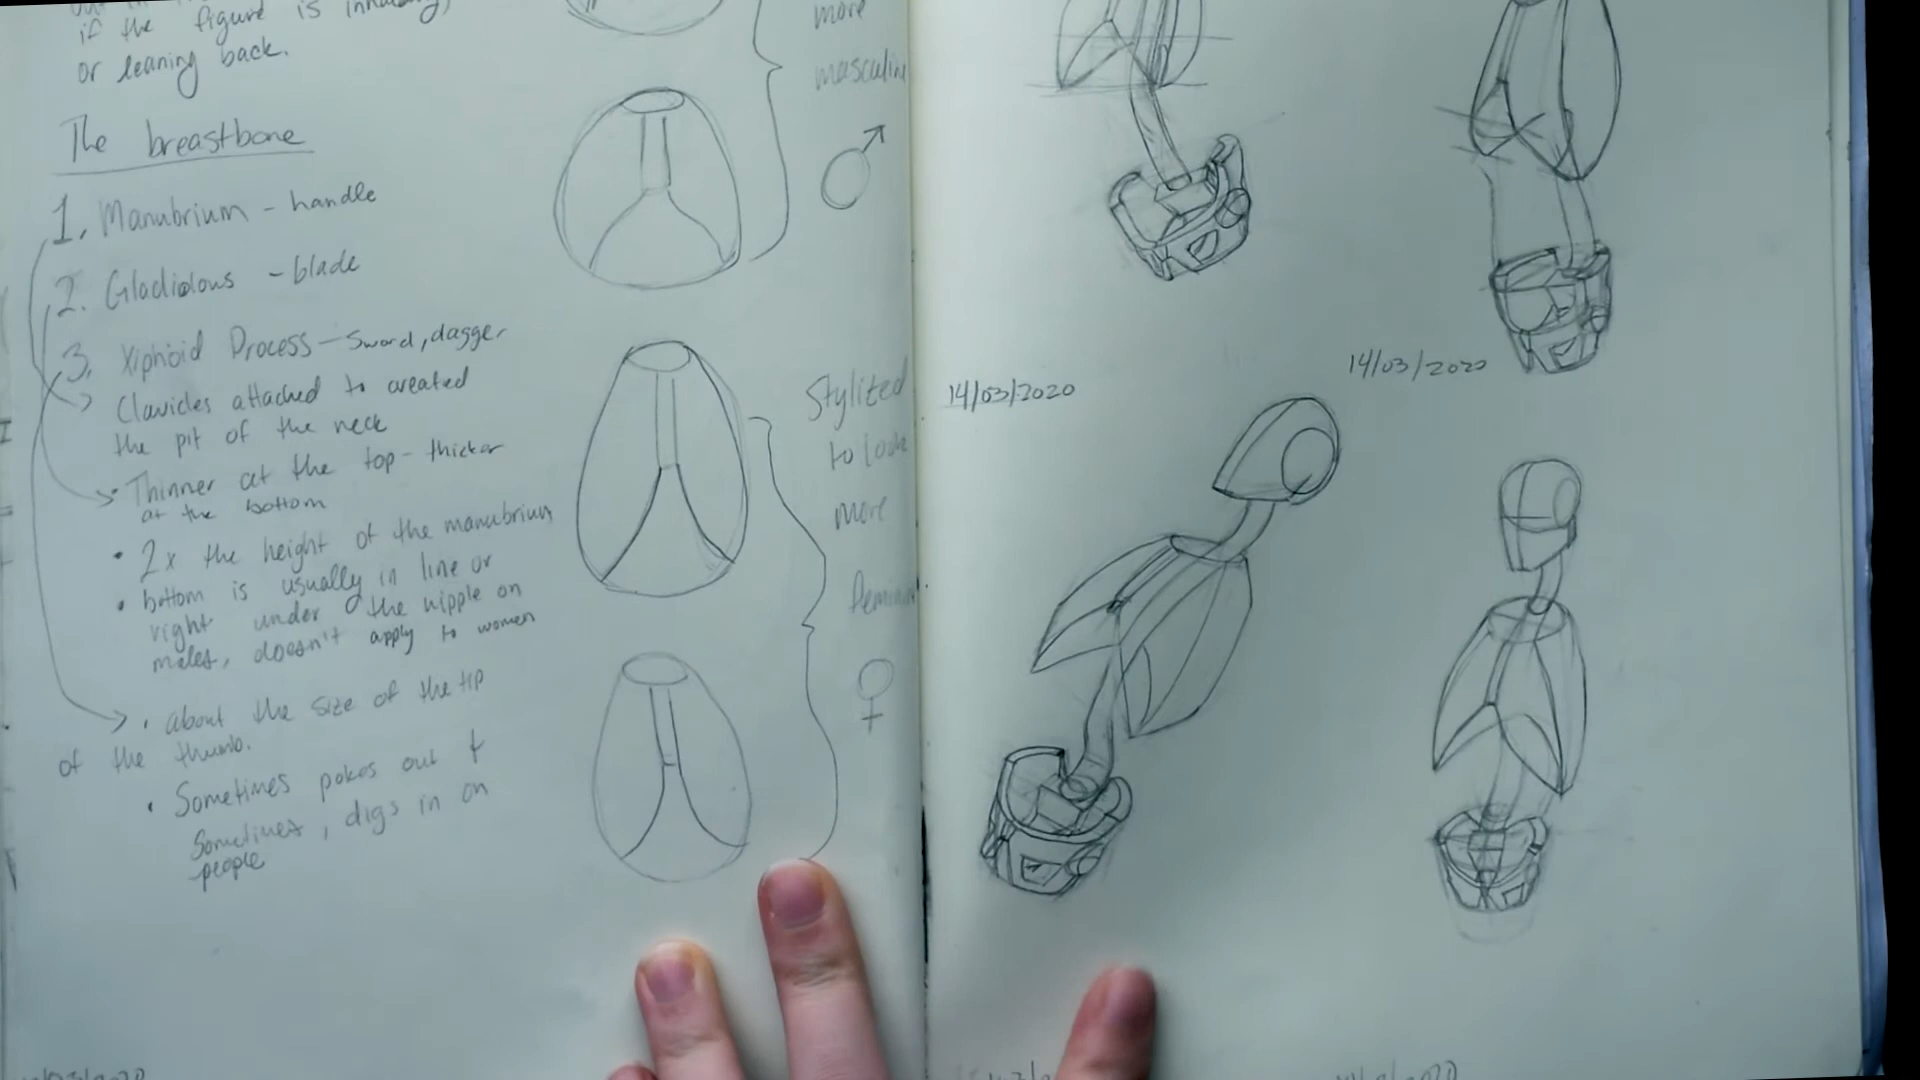 if the figure is inhaling,
or leaning back.
The breastbone
1. Manubrium - handle
2. Gladiolous - blade
3. Xiphoid Process - Sword, dagger
Clavicles attached to created
the pit of the neck
• Thinner at the top - thicker
at the bottom
• 2x the height of the manubrium
• bottom is usually in line or
right under the nipple on
males, doesn't apply to women
• about the size of the tip
of the thumb.
• Sometimes pokes out +
Sometimes, digs in on
people
more
masculine
♂
Stylized
to look
more
♀
14/03/2020
14/03/2020